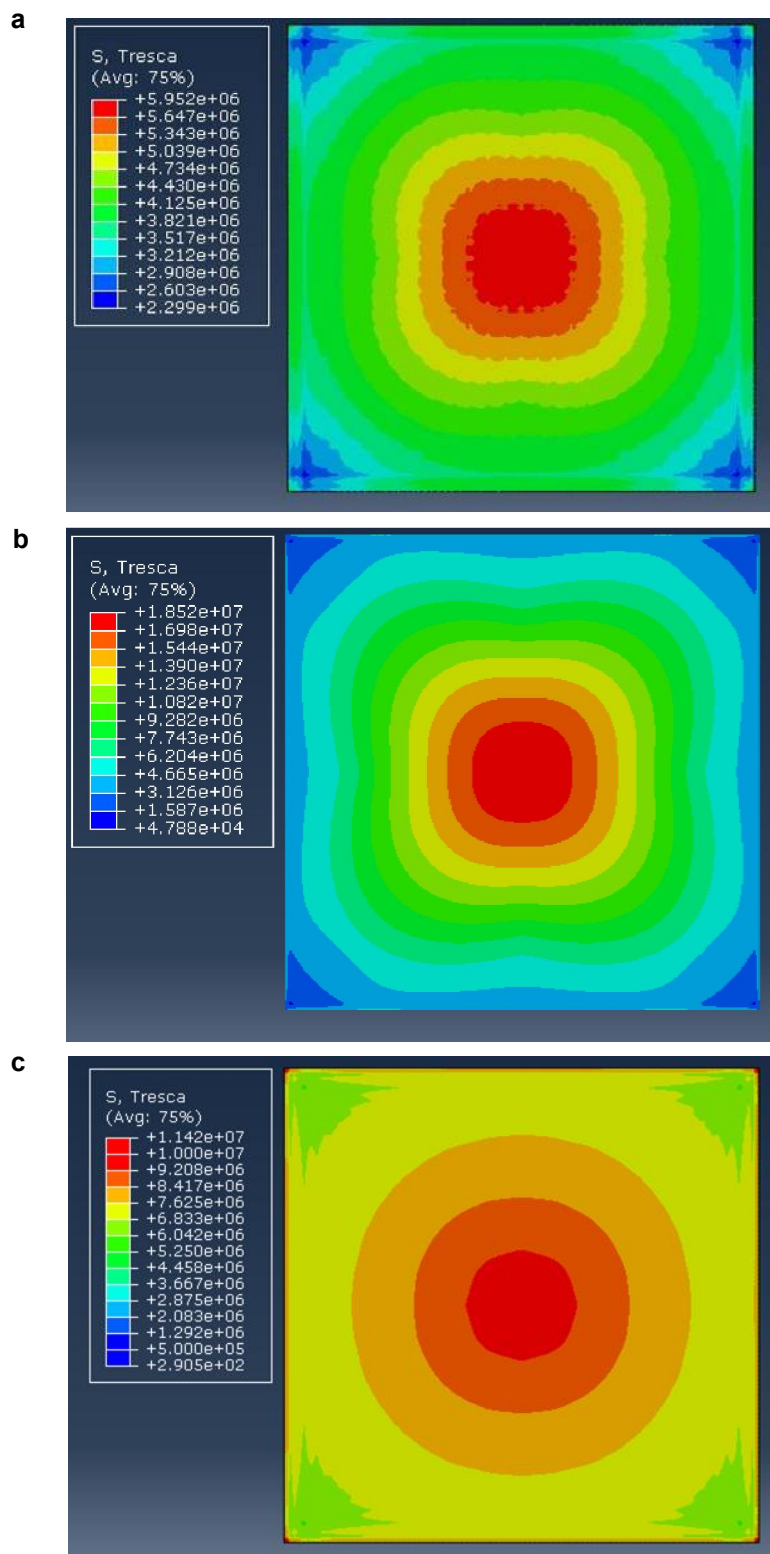 a
S, Tresca
(Avg: 75%)
+5.952e+06
+5.647e+06
+5.343e+06
+5.039e+06
+4.734e+06
+4.430e+06
+4.125e+06
+3.821e+06
+3.517e+06
+3.212e+06
+2.908e+06
+2.603e+06
+2.299e+06
b
S, Tresca
(Avg: 75%)
+1.852e+07
+1.698e+07
+1.544e+07
+1.390e+07
+1.236e+07
+1.082e+07
+9.282e+06
+7.743e+06
+6.204e+06
+4.665e+06
+3.126e+06
+1.587e+06
+4.788e+04
c
S, Tresca
(Avg: 75%)
+1.142e+07
+1.000e+07
+9.208e+06
+8.417e+06
+7.625e+06
+6.833e+06
+6.042e+06
+5.250e+06
+4.458e+06
+3.667e+06
+2.875e+06
+2.083e+06
+1.292e+06
+5.000e+05
+2.905e+02